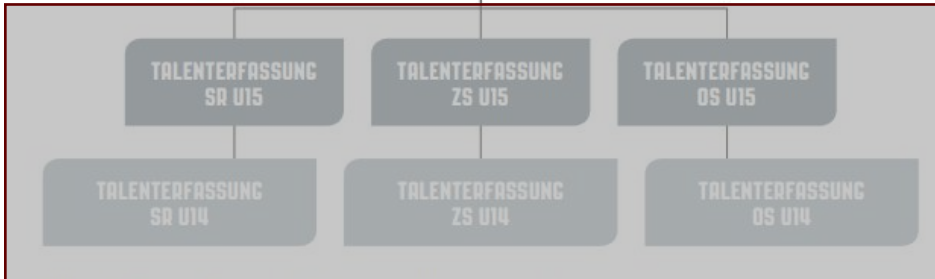 TALENTERFASSUNG
SR U15
TALENTERFASSUNG
ZS U15
TALENTERFASSUNG
OS U15
TALENTERFASSUNG
SR U14
TALENTERFASSUNG
ZS U14
TALENTERFASSUNG
OS U14